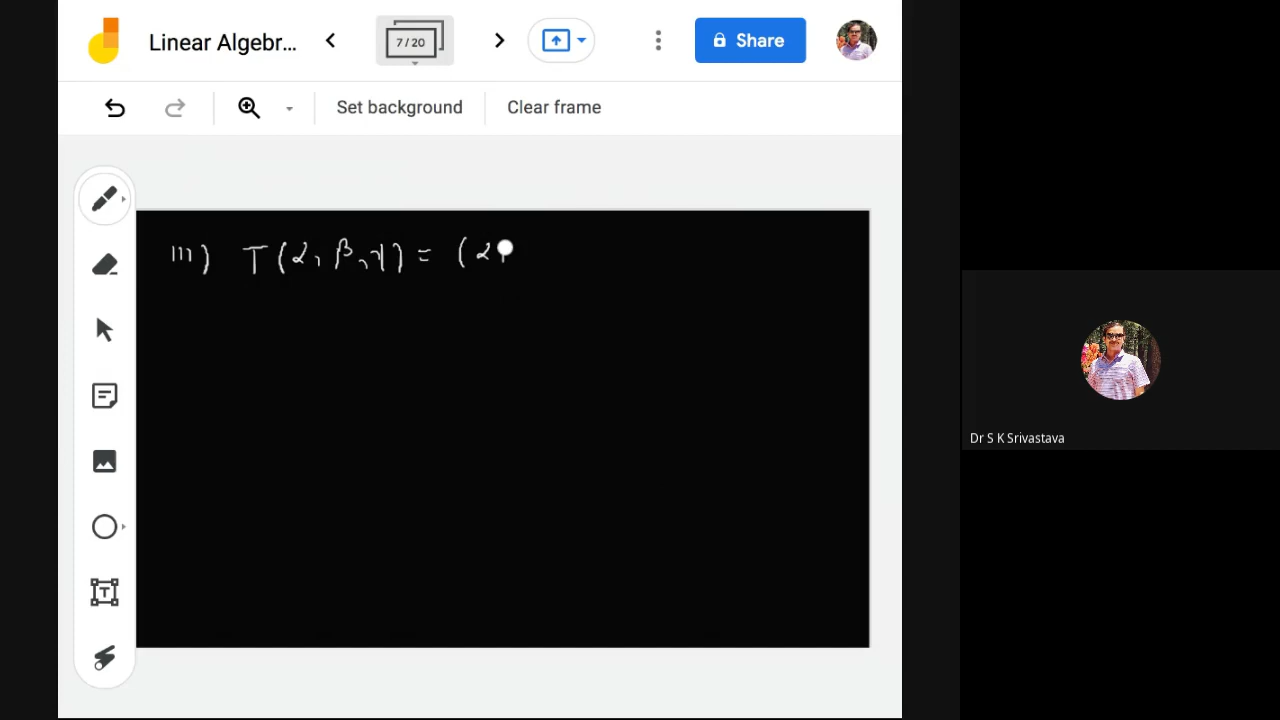 Linear Algebr...
7/20
Share
Set background
Clear frame
III) T(α, β, γ) = (α
Dr S K Srivastava